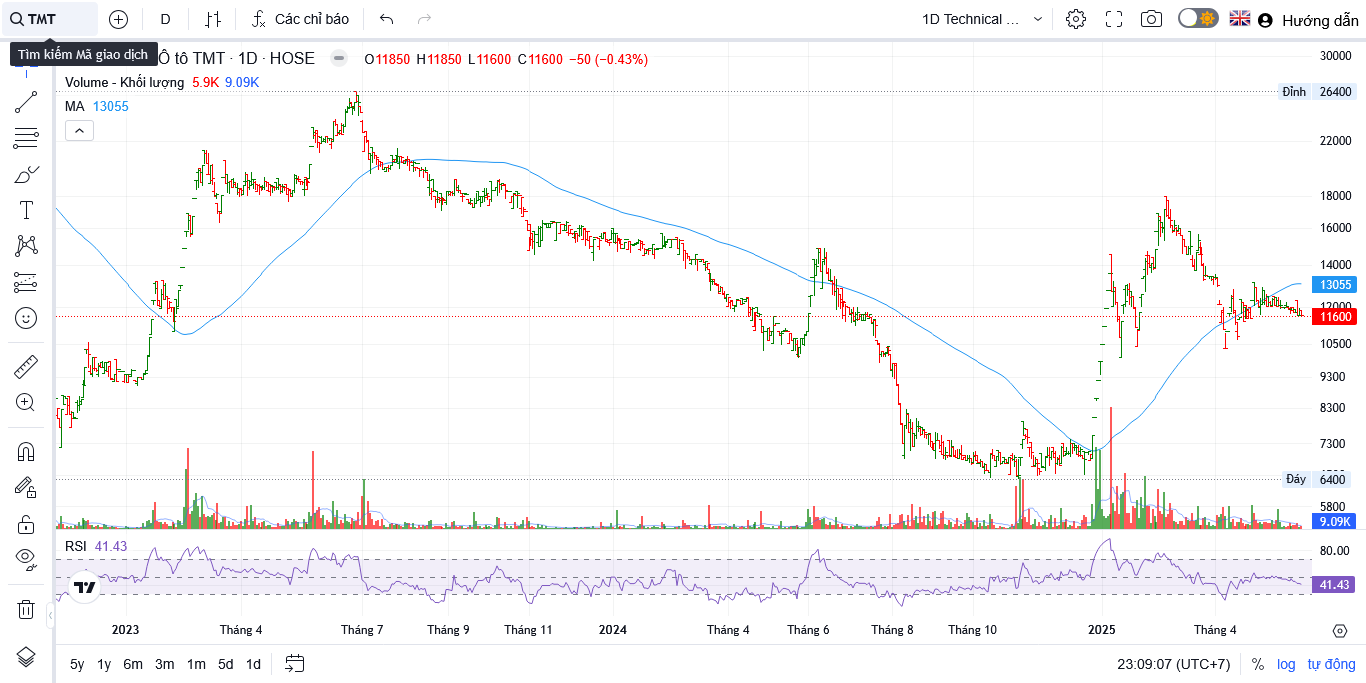 TMT
D
Các chỉ báo
1D Technical ...
Hướng dẫn
Tìm kiếm Mã giao dịch
Ô tô TMT · 1D · HOSE
O11850 H11850 L11600 C11600 −50 (−0.43%)
Volume - Khối lượng 5.9K 9.09K
MA 13055
30000
Đỉnh 26400
22000
18000
16000
14000
13055
12000
11600
10500
9300
8300
7300
Đáy 6400
5800
9.09K
RSI 41.43
80.00
41.43
2023
Tháng 4
Tháng 7
Tháng 9
Tháng 11
2024
Tháng 4
Tháng 6
Tháng 8
Tháng 10
2025
Tháng 4
5y 1y 6m 3m 1m 5d 1d
23:09:07 (UTC+7)
% log tự động